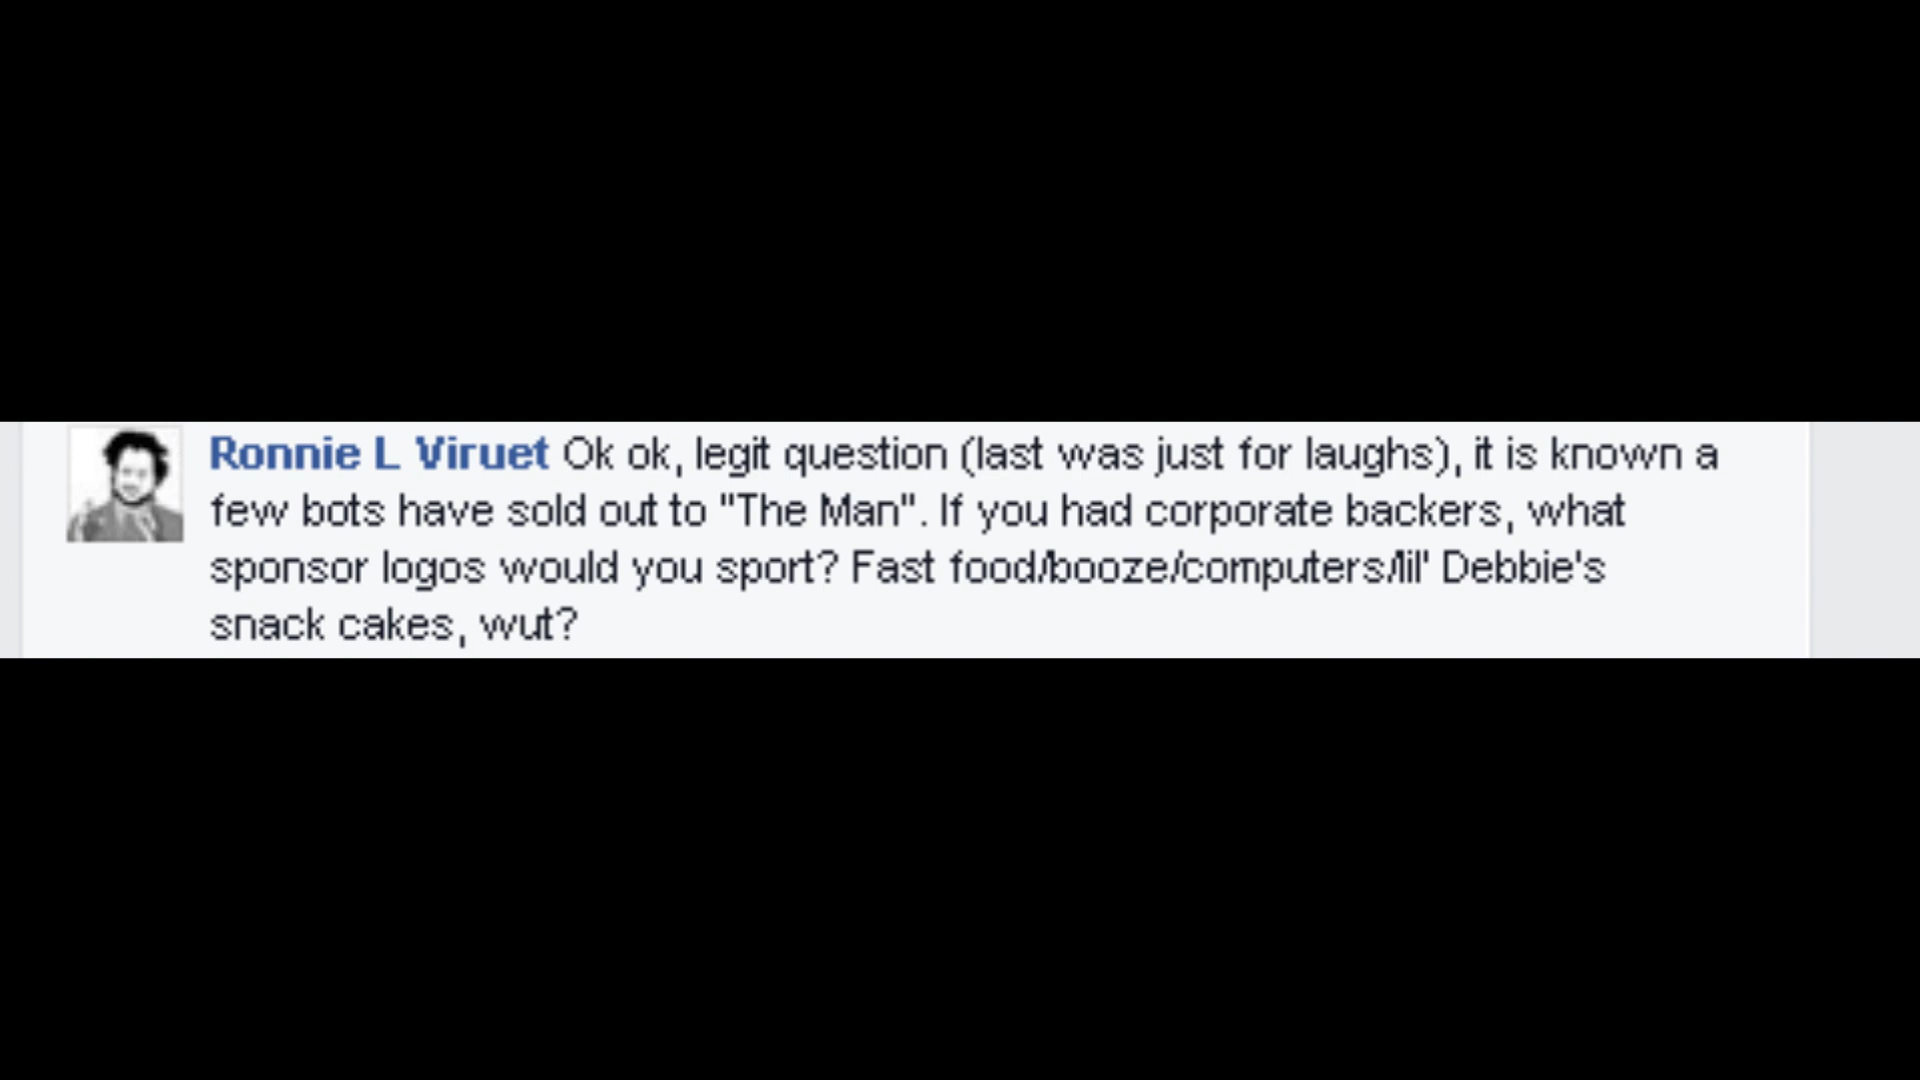 Ronnie L Viruet Ok ok, legit question (last was just for laughs), it is known a
few bots have sold out to "The Man". If you had corporate backers, what
sponsor logos would you sport? Fast food/booze/computers/lil' Debbie's
snack cakes, wut?